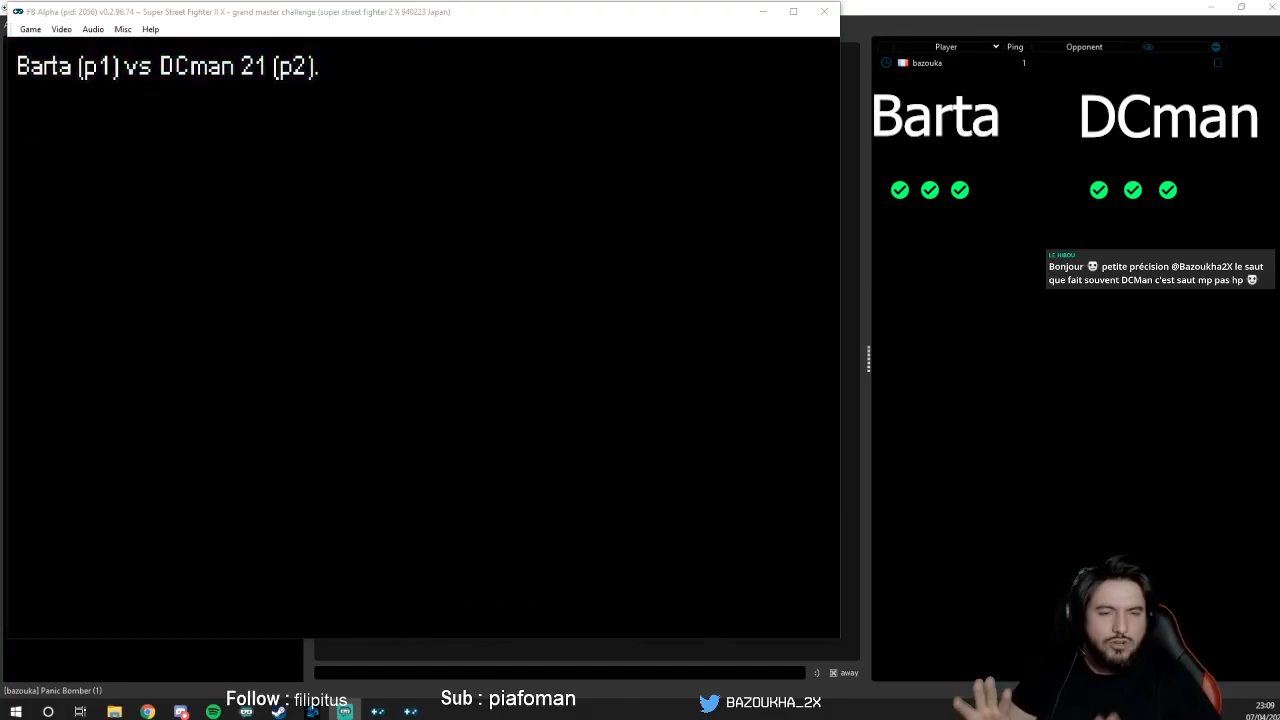 FB Alpha (pid: 2056) v0.2.96.74 - Super Street Fighter II X - grand master challenge (super street fighter 2 X 940223 Japan)
Game Video Audio Misc Help
Barta (p1) vs DCman 21 (p2).
Player Ping Opponent
bazouka 1
Barta DCman
LE HIBOU
Bonjour petite précision @Bazoukha2X le saut
que fait souvent DCMan c'est saut mp pas hp
:) away
[bazouka] Panic Bomber (1)
Follow : filipitus Sub : piafoman BAZOUKHA_2X
23:09